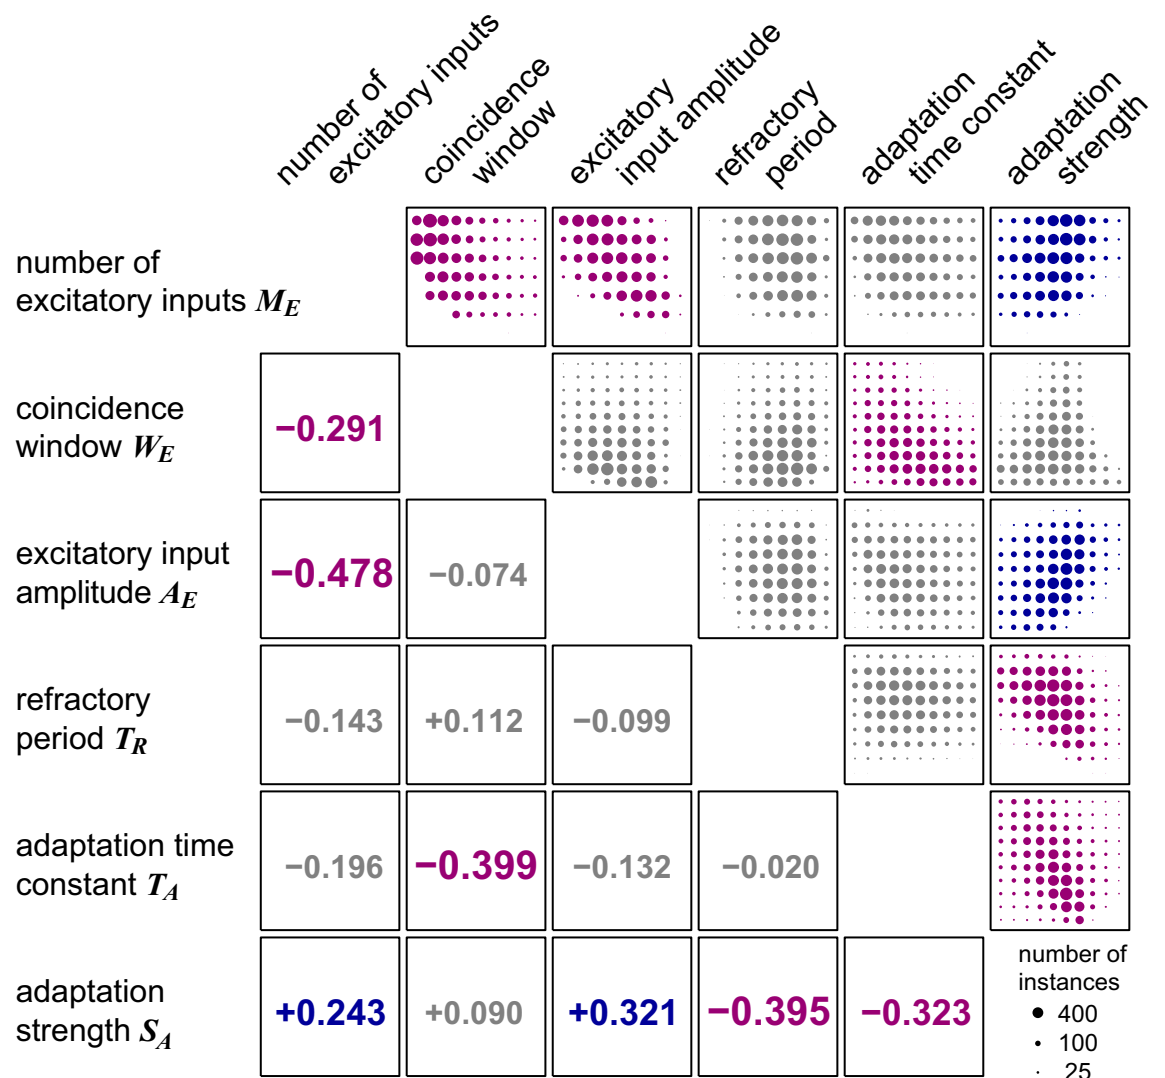 number of
excitatory inputs
coincidence
window
excitatory
input amplitude
refractory
period
adaptation
time constant
adaptation
strength
number of
excitatory inputs M_E
coincidence
window W_E
−0.291
excitatory input
amplitude A_E
−0.478 −0.074
refractory
period T_R
−0.143 +0.112 −0.099
adaptation time
constant T_A
−0.196 −0.399 −0.132 −0.020
adaptation
strength S_A
+0.243 +0.090 +0.321 −0.395 −0.323
number of
instances
400
100
25